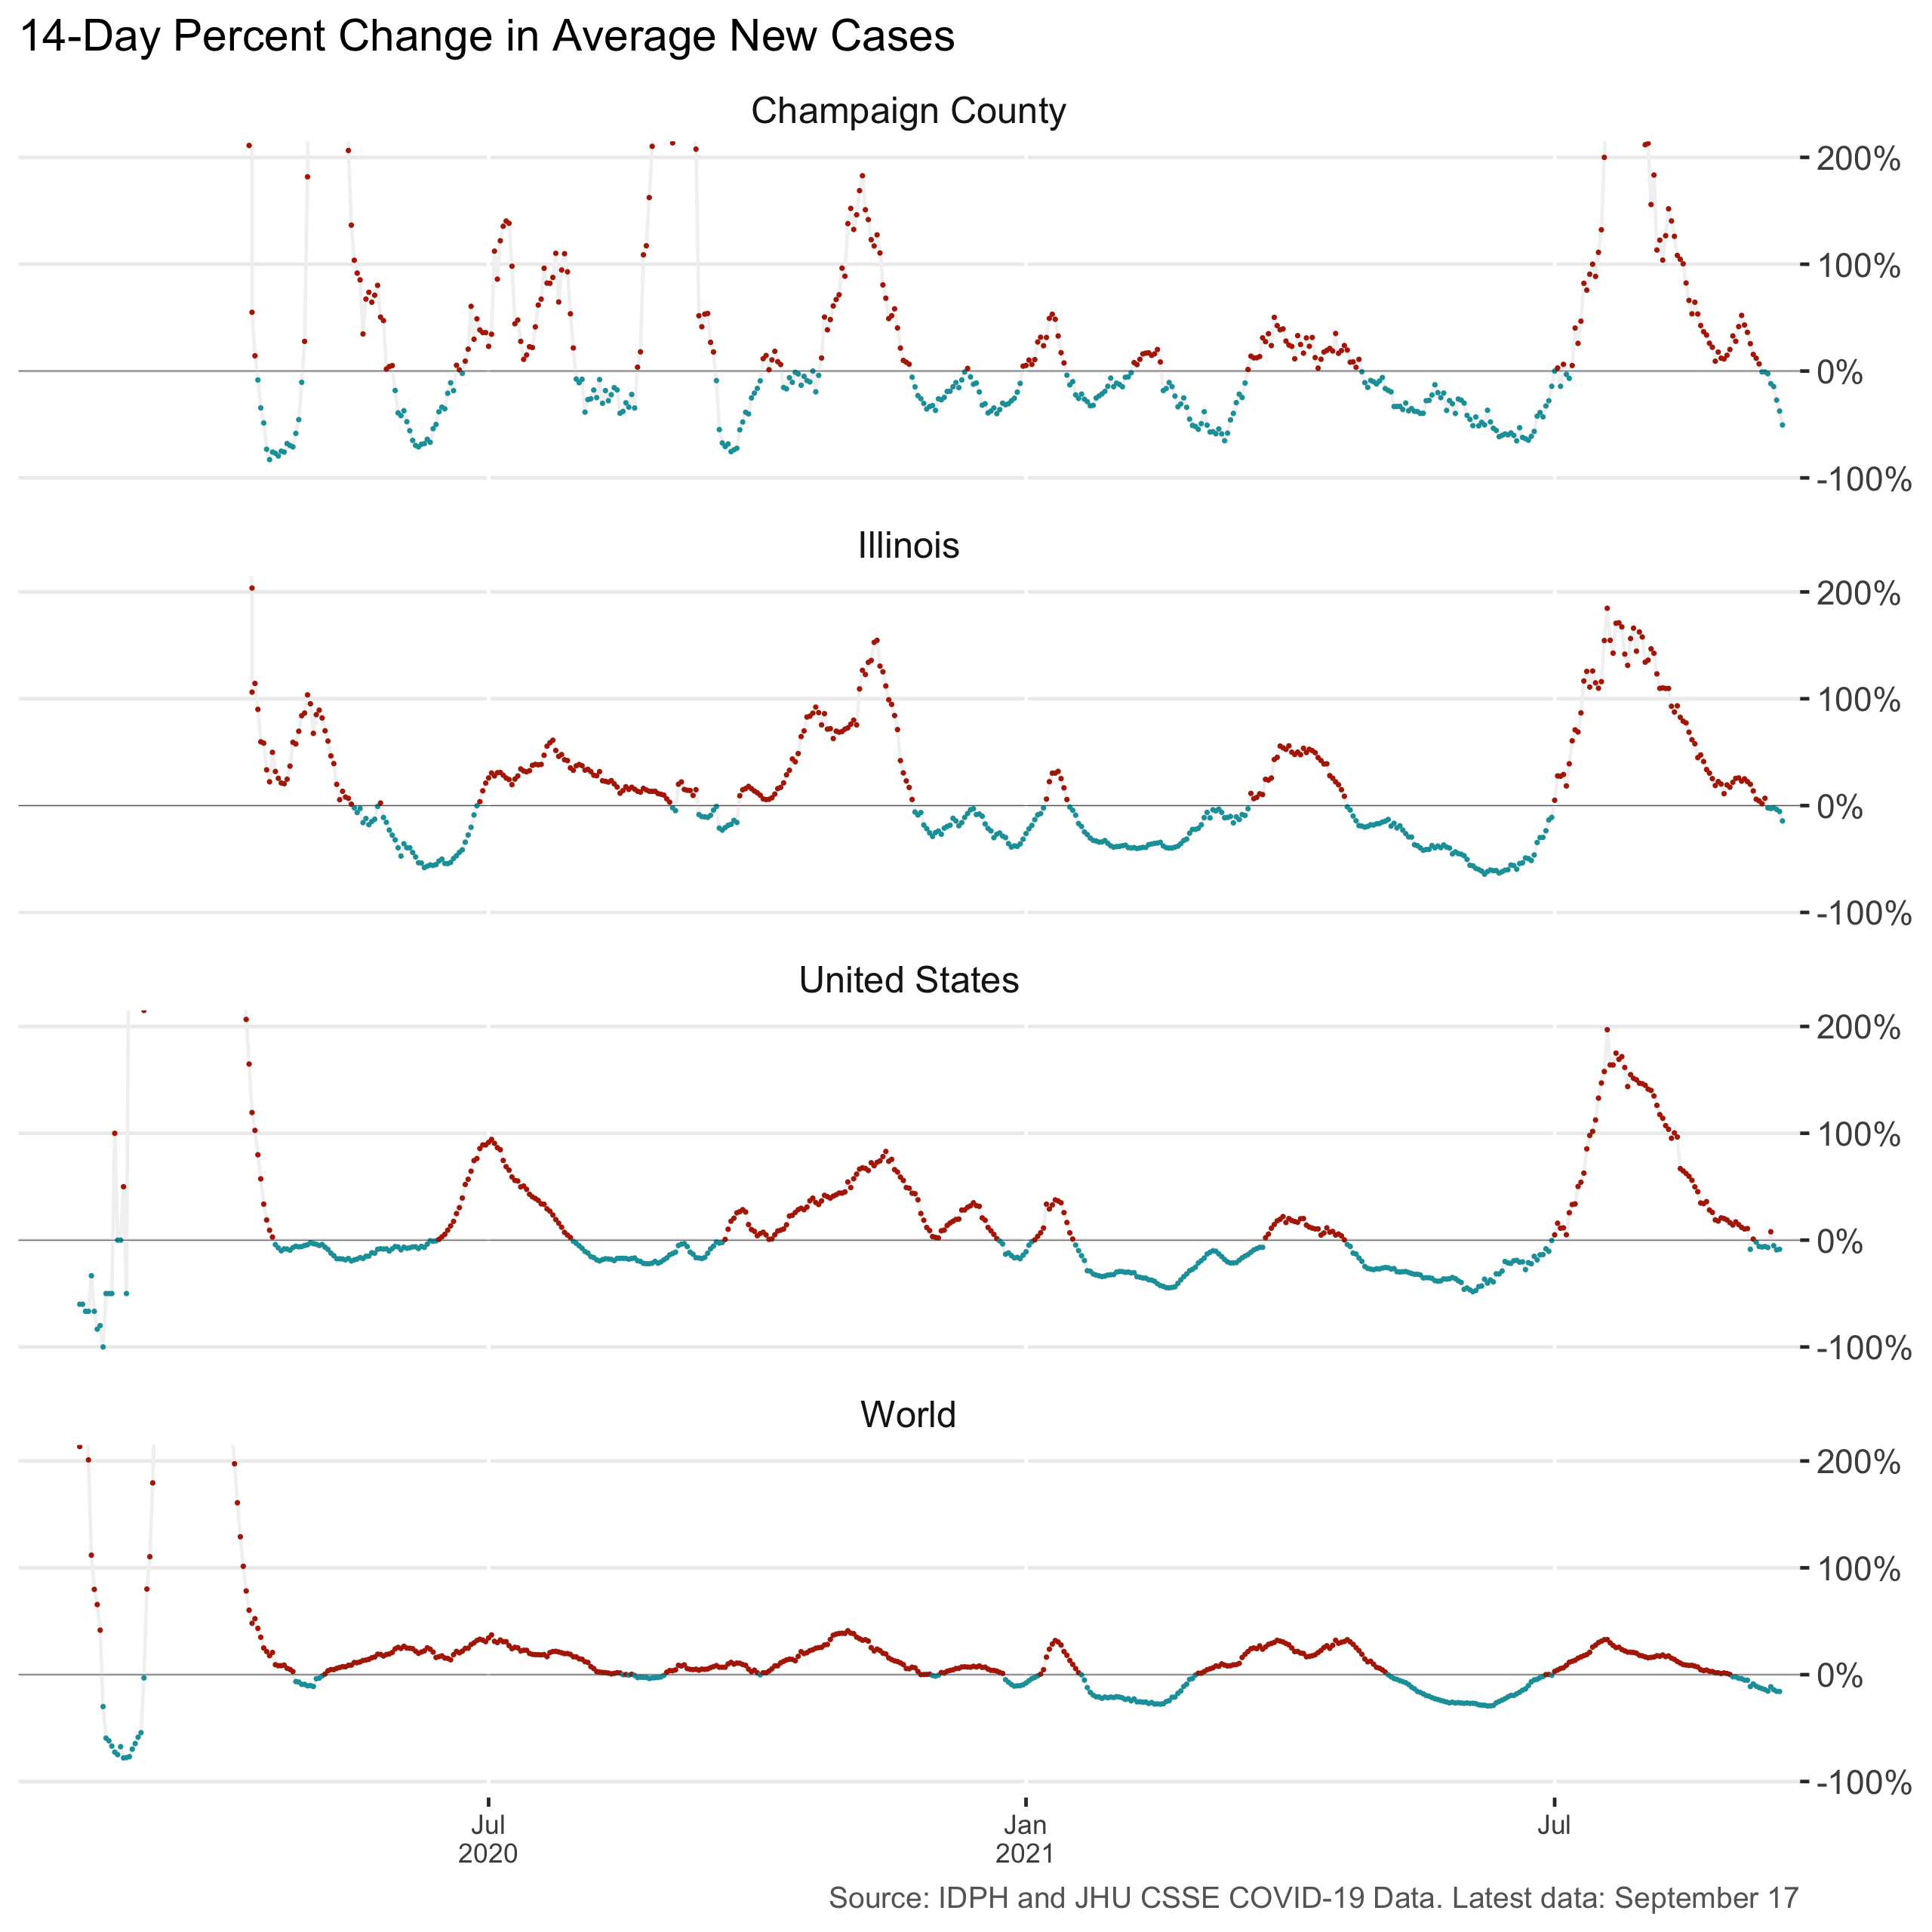 14-Day Percent Change in Average New Cases
Champaign County
200%
100%
0%
-100%
Illinois
200%
100%
0%
-100%
United States
200%
100%
0%
-100%
World
200%
100%
0%
-100%
Jul Jan Jul
2020 2021
Source: IDPH and JHU CSSE COVID-19 Data. Latest data: September 17